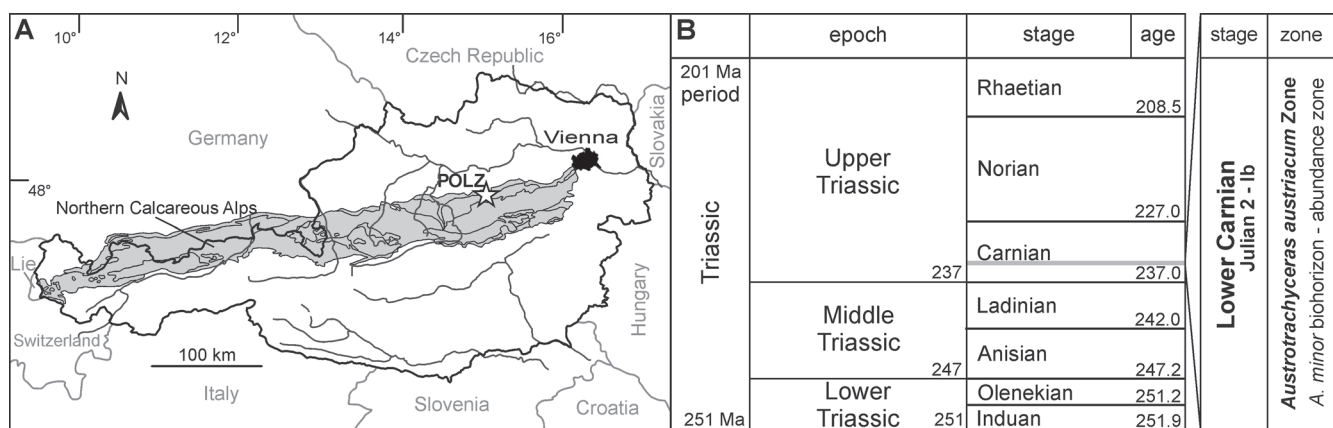 A
10°
12°
14°
16°
N
Czech Republic
Germany
Slovakia
Vienna
POLZ
48°
Northern Calcareous Alps
Lie
Switzerland
100 km
Italy
Slovenia
Croatia
Hungary
B
epoch
stage
age
stage
zone
201 Ma
period
Triassic
251 Ma
Upper
Triassic
237
Middle
Triassic
247
Lower
Triassic
251
Rhaetian
208.5
Norian
227.0
Carnian
237.0
Ladinian
242.0
Anisian
247.2
Olenekian
251.2
Induan
251.9
Lower Carnian
Julian 2 - Ib
Austrotrachyceras austriacum Zone
A. minor biohorizon - abundance zone